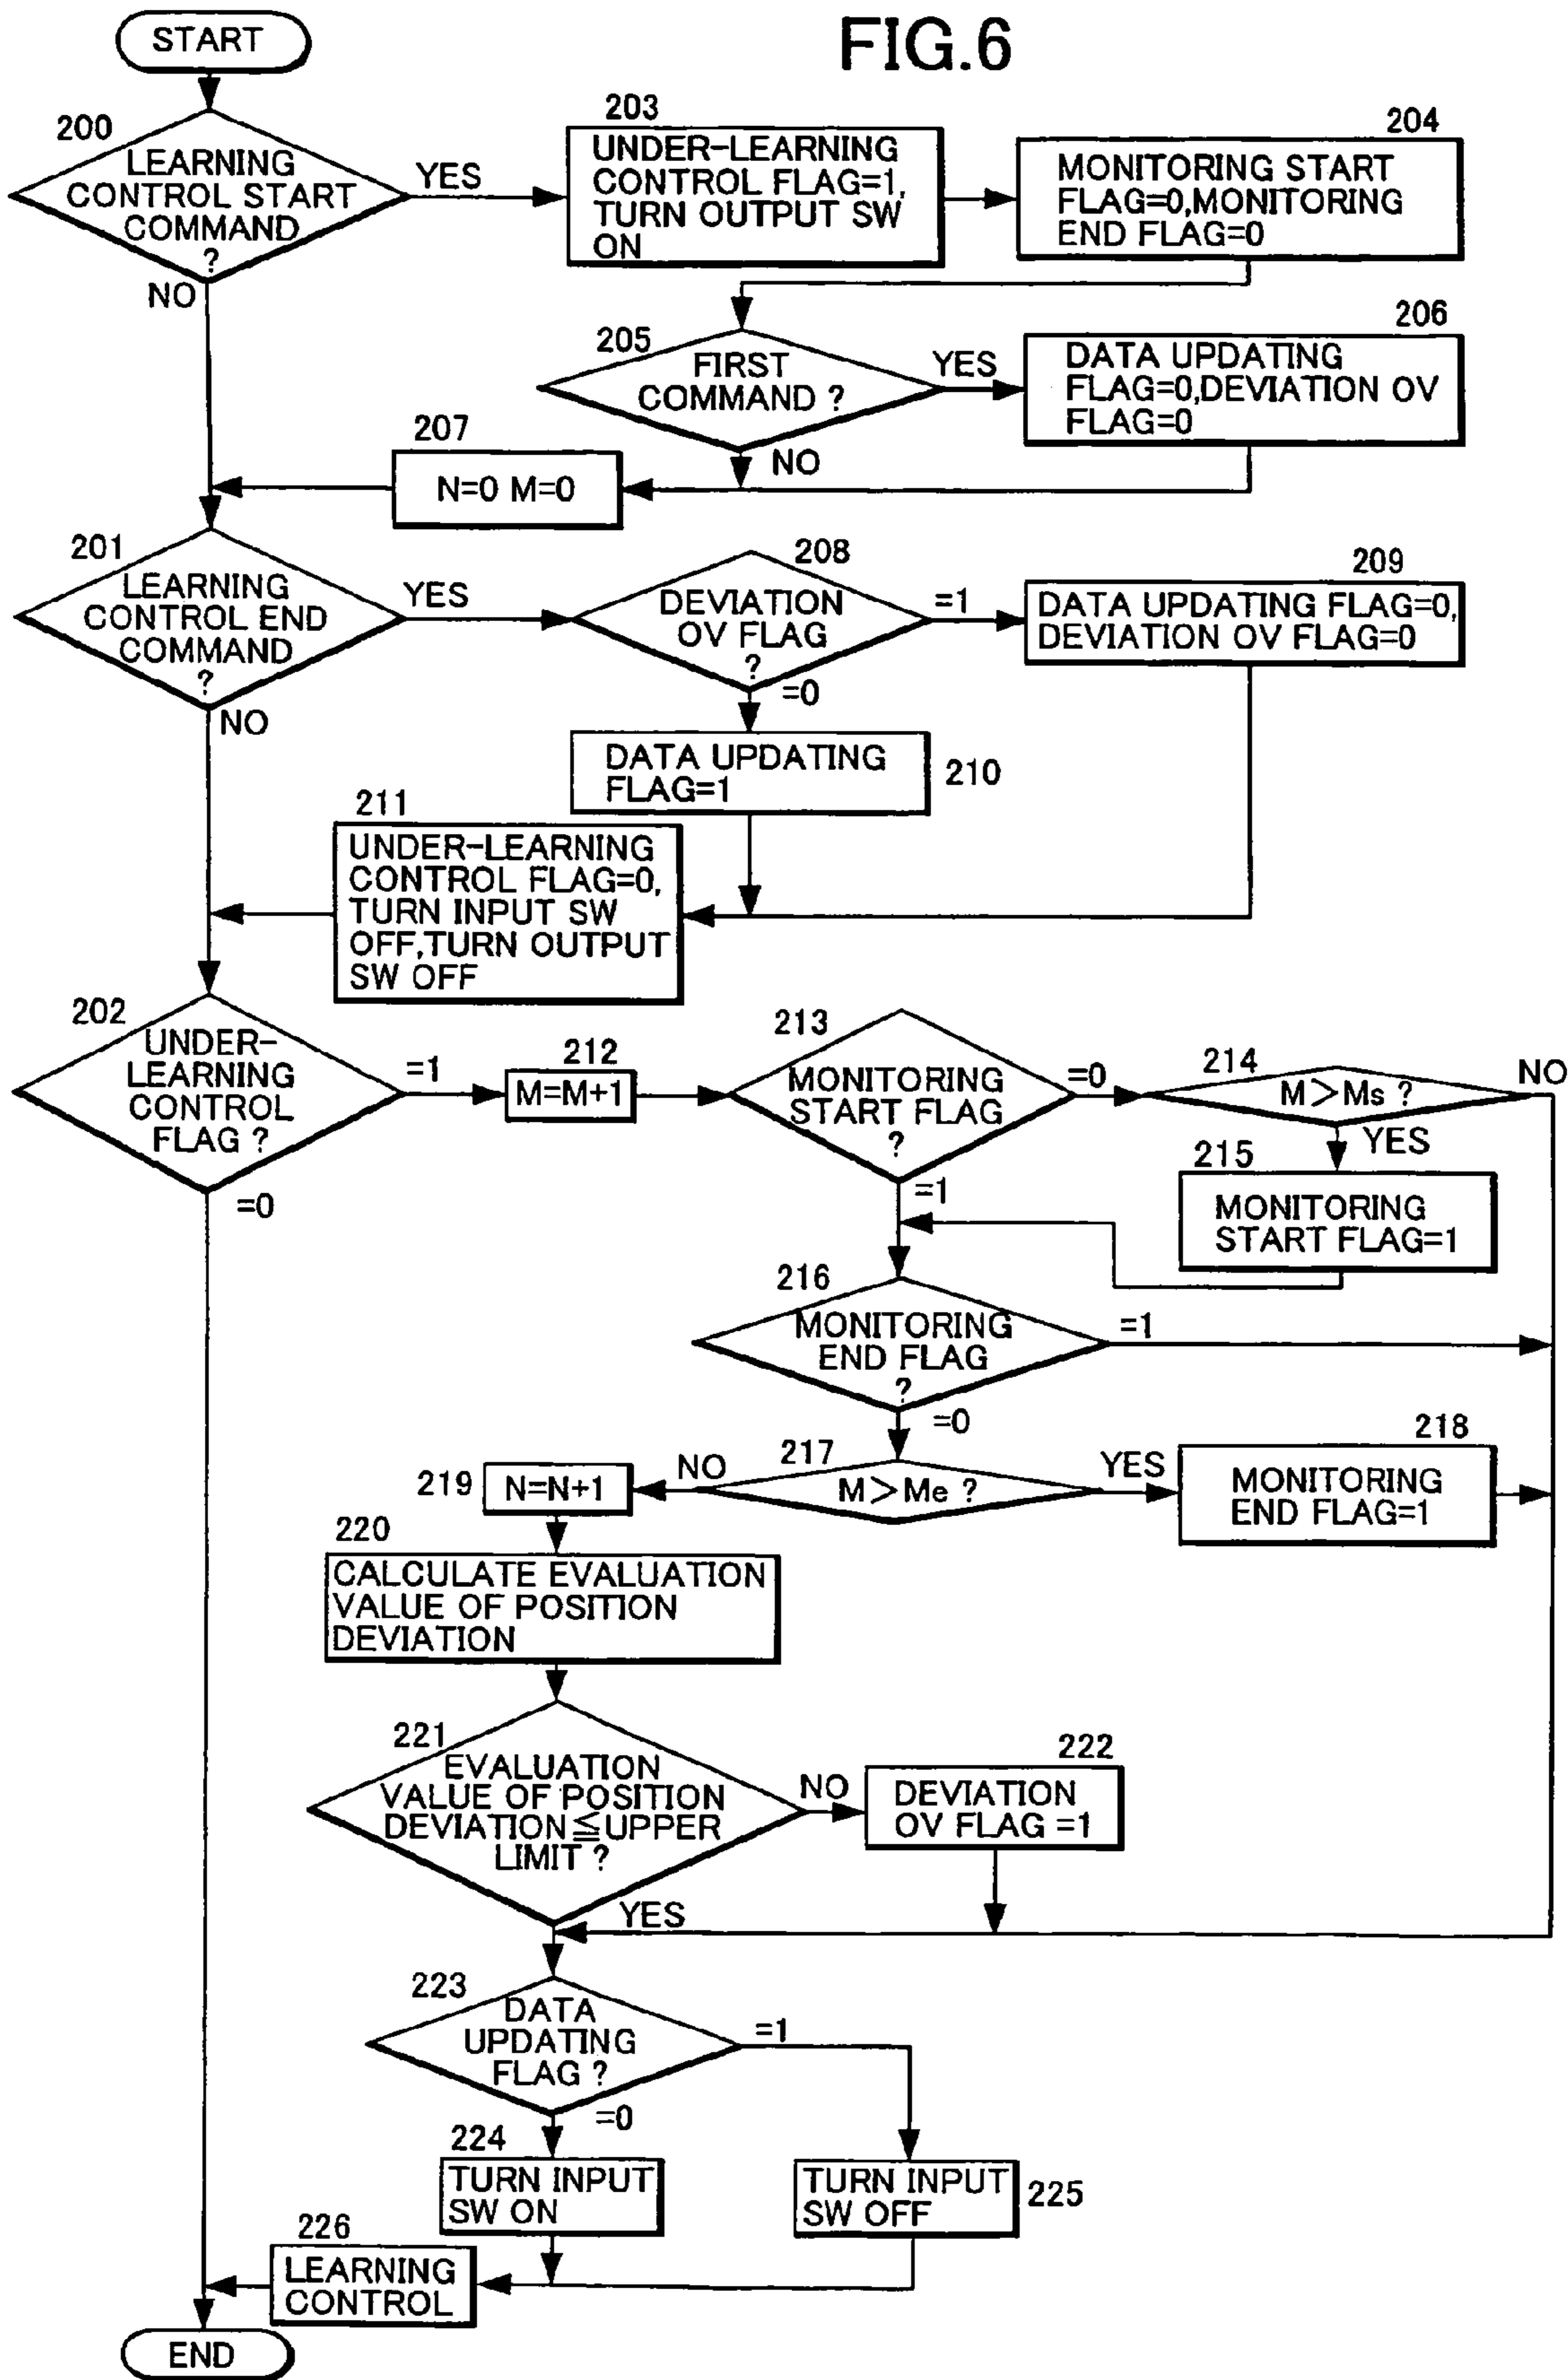 FIG.6
START
200
LEARNING
CONTROL START
COMMAND
?
YES
NO
203
UNDER-LEARNING
CONTROL FLAG=1,
TURN OUTPUT SW
ON
204
MONITORING START
FLAG=0,MONITORING
END FLAG=0
205
FIRST
COMMAND ?
YES
NO
206
DATA UPDATING
FLAG=0,DEVIATION OV
FLAG=0
207
N=0 M=0
201
LEARNING
CONTROL END
COMMAND
?
YES
NO
208
DEVIATION
OV FLAG
?
=1
=0
209
DATA UPDATING FLAG=0,
DEVIATION OV FLAG=0
DATA UPDATING
FLAG=1
210
211
UNDER-LEARNING
CONTROL FLAG=0,
TURN INPUT SW
OFF,TURN OUTPUT
SW OFF
202
UNDER-
LEARNING
CONTROL
FLAG ?
=1
=0
212
M=M+1
213
MONITORING
START FLAG
?
=0
=1
214
M>Ms ?
NO
YES
215
MONITORING
START FLAG=1
216
MONITORING
END FLAG
?
=1
=0
217
M>Me ?
NO
YES
218
MONITORING
END FLAG=1
219
N=N+1
220
CALCULATE EVALUATION
VALUE OF POSITION
DEVIATION
221
EVALUATION
VALUE OF POSITION
DEVIATION≦UPPER
LIMIT ?
NO
YES
222
DEVIATION
OV FLAG =1
223
DATA
UPDATING
FLAG ?
=1
=0
224
TURN INPUT
SW ON
TURN INPUT
SW OFF
225
226
LEARNING
CONTROL
END